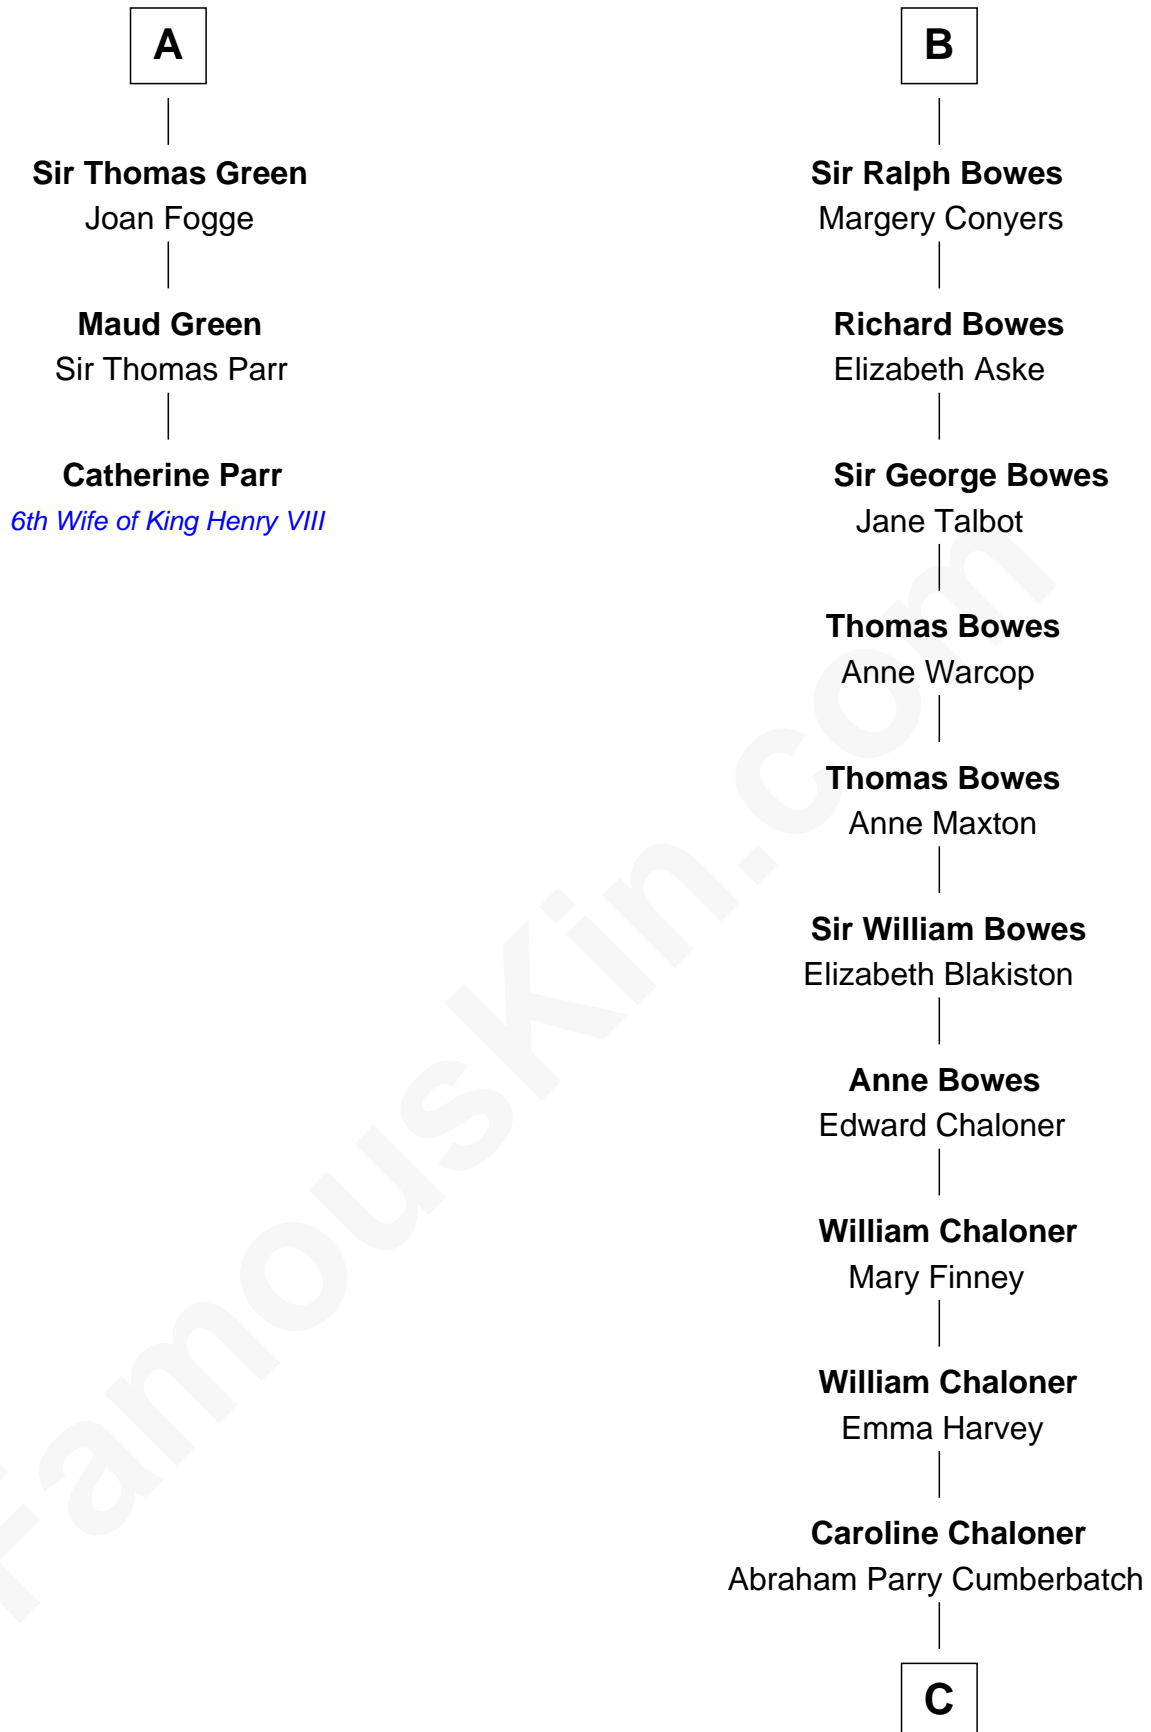 A
Sir Thomas Green
Joan Fogge
Maud Green
Sir Thomas Parr
Catherine Parr
6th Wife of King Henry VIII
B
Sir Ralph Bowes
Margery Conyers
Richard Bowes
Elizabeth Aske
Sir George Bowes
Jane Talbot
Thomas Bowes
Anne Warcop
Thomas Bowes
Anne Maxton
Sir William Bowes
Elizabeth Blakiston
Anne Bowes
Edward Chaloner
William Chaloner
Mary Finney
William Chaloner
Emma Harvey
Caroline Chaloner
Abraham Parry Cumberbatch
C
FamousKin.com